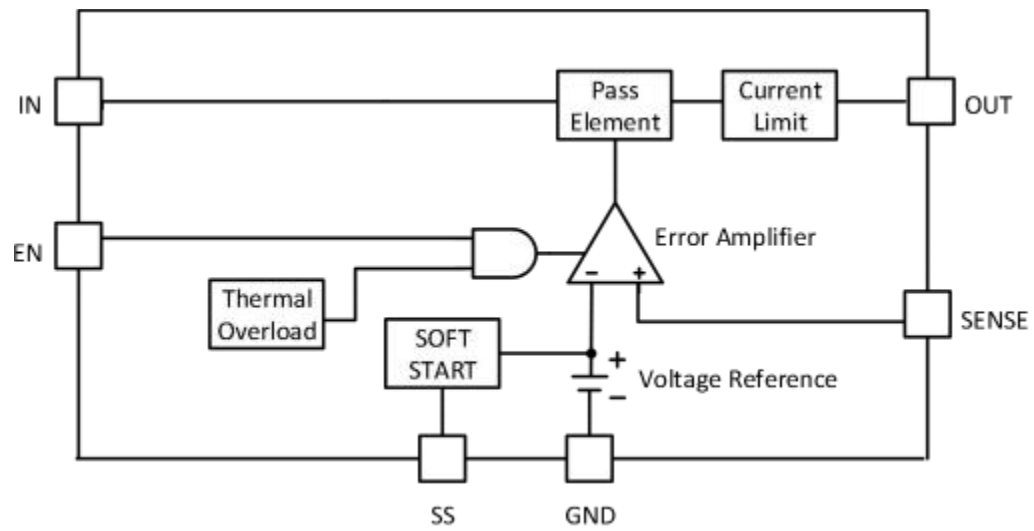 IN
Pass
Element
Current
Limit
OUT
EN
Error Amplifier
−
+
Thermal
Overload
SENSE
SOFT
START
+
Voltage Reference
−
SS
GND